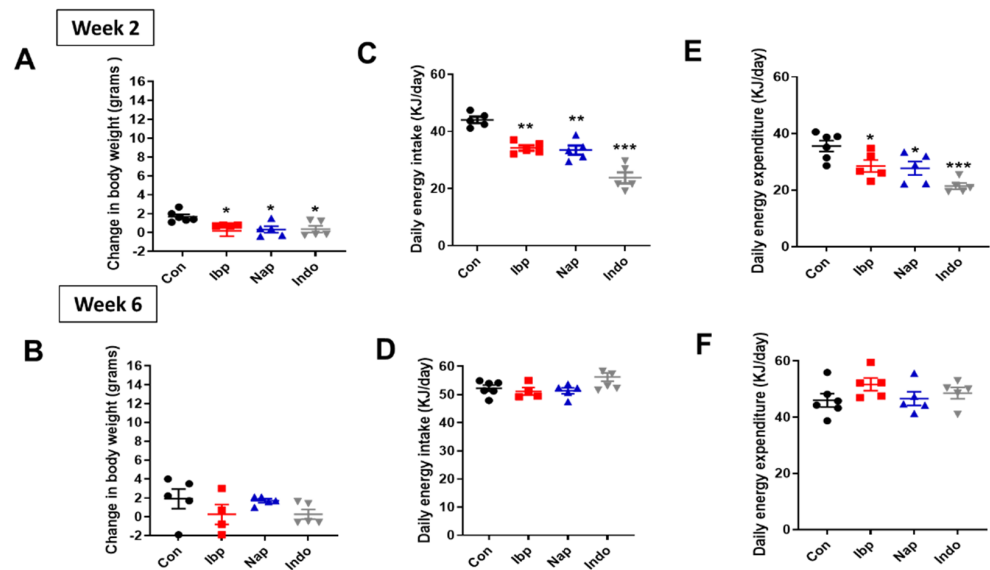 Week 2
A
Change in body weight (grams )
16
14
12
10
8
6
4
2
0
-2
*
*
*
Con
Ibp
Nap
Indo
C
Daily energy intake (KJ/day)
60
40
20
0
**
**
***
Con
Ibp
Nap
Indo
E
Daily energy expenditure (KJ/day)
60
40
20
0
*
*
***
Con
Ibp
Nap
Indo
Week 6
B
Change in body weight (grams)
16
14
12
10
8
6
4
2
0
-2
Con
Ibp
Nap
Indo
D
Daily energy intake (KJ/day)
60
50
50
30
20
10
0
Con
Ibp
Nap
Indo
F
Daily energy expenditure (KJ/day)
60
40
20
0
Con
Ibp
Nap
Indo